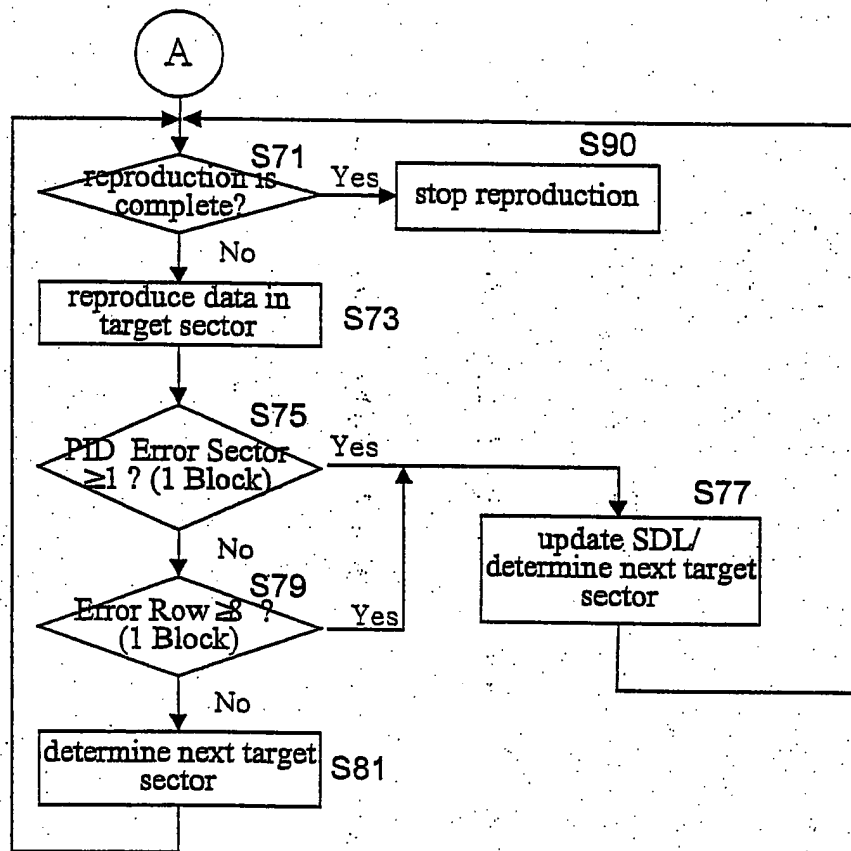 A
S71
reproduction is
complete?
Yes
S90
stop reproduction
No
reproduce data in
target sector
S73
S75
PID Error Sector
≥1 ? (1 Block)
Yes
S77
update SDL/
determine next target
sector
No
S79
Error Row ≥8 ?
(1 Block)
Yes
No
determine next target
sector
S81